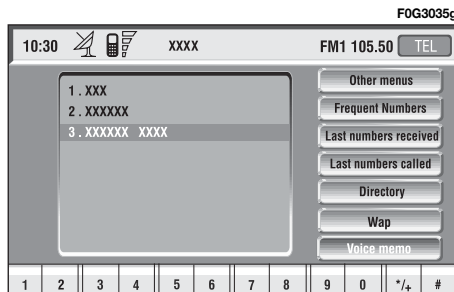 F0G3035g
10:30 XXXX FM1 105.50 TEL
1 . XXX
2 . XXXXXX
3 . XXXXXX XXXX
Other menus
Frequent Numbers
Last numbers received
Last numbers called
Directory
Wap
Voice memo
1 2 3 4 5 6 7 8 9 0 */+ #